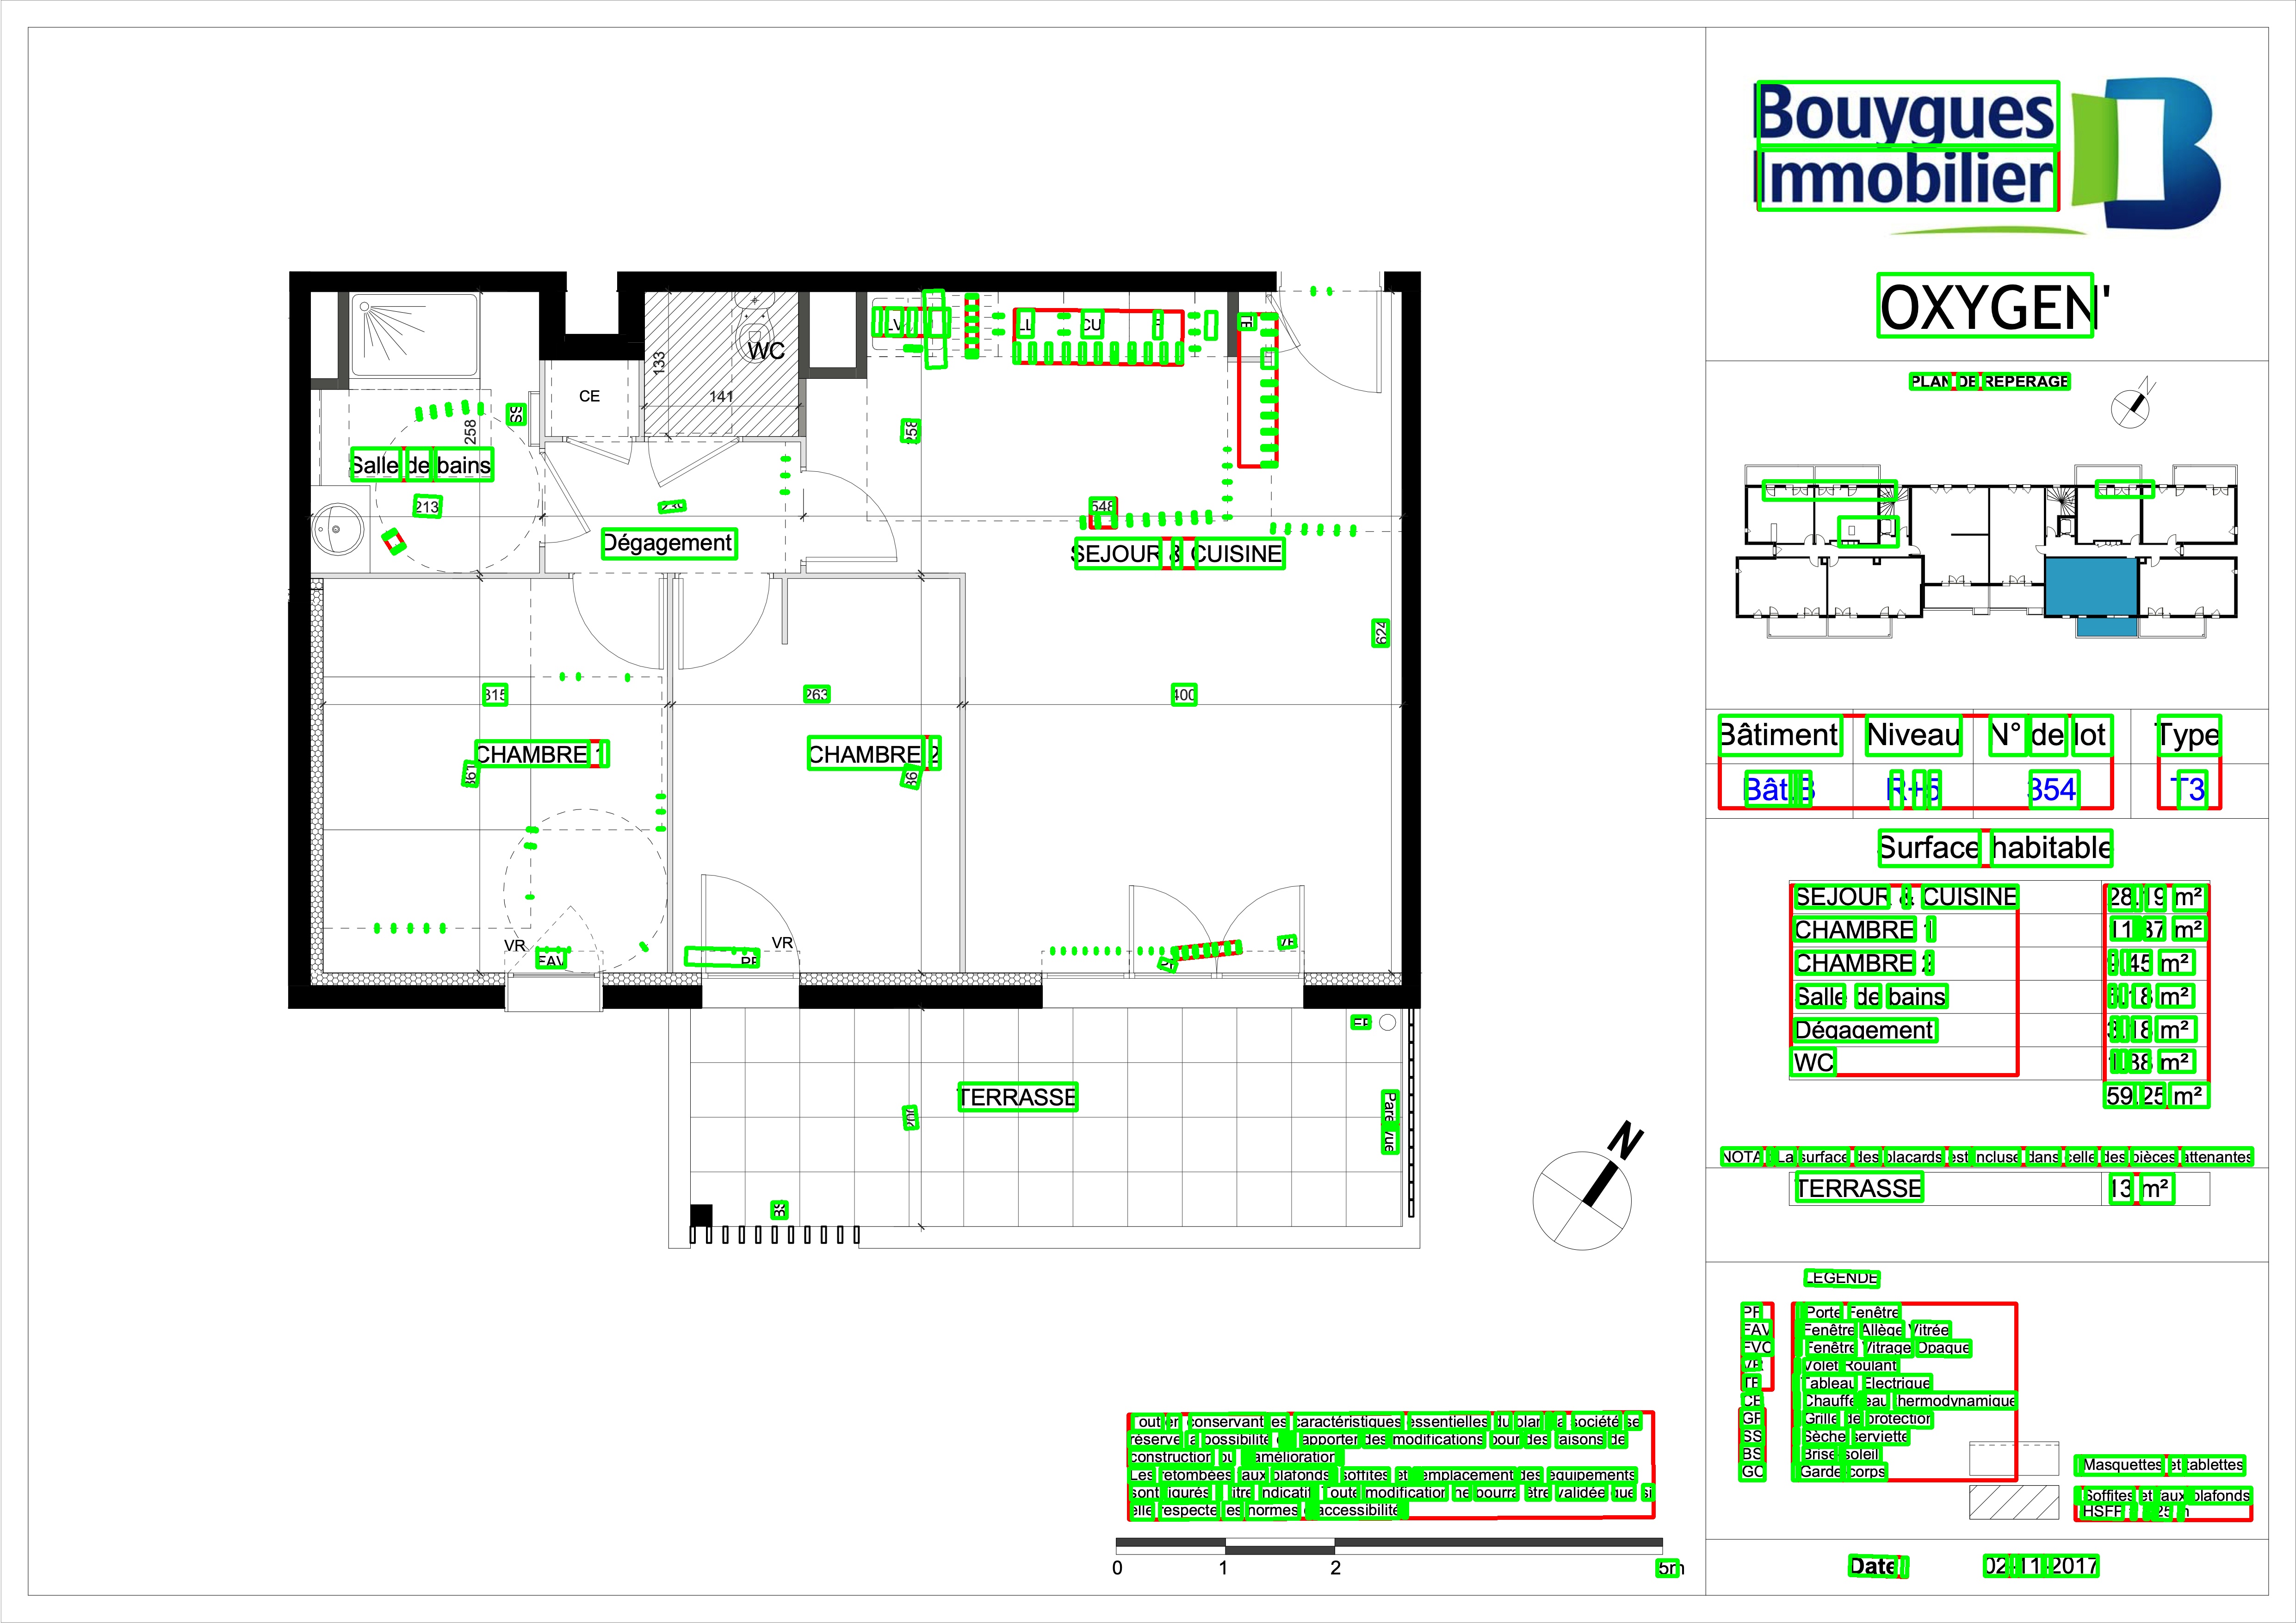 Bouygues
Immobilier
OXYGEN'
PLAN DE REPERAGE
N
Bâtiment Niveau N° de lot Type
Bât B R+5 354 T3
Surface habitable
SEJOUR & CUISINE 28.19 m²
CHAMBRE 1 11.37 m²
CHAMBRE 2 9.45 m²
Salle de bains m²
Dégagement 3.18 m²
WC 1.88 m²
59.25 m²
NOTA : La surface des placards est incluse dans celle des pièces attenantes
TERRASSE 13 m²
LEGENDE
PF : Porte Fenêtre
FAV : Fenêtre Allège Vitrée
FVO : Fenêtre Vitrage Opaque
VR : Volet Roulant
TE : Tableau Electrique
CE : Chauffe eau thermodynamique
GP : Grille de protection
SS : Sèche serviette
BS : Brise soleil
GC : Garde corps
Masquettes et tablettes
Soffites et faux plafonds
HSFP
Date :
02-11-2017
LV
LL
CU
F
TE
WC
133
141
CE
SS
258
258
Salle de bains
213
239
Dégagement
548
SEJOUR & CUISINE
624
315
263
400
CHAMBRE 1
CHAMBRE 2
361
361
VR
FAV
VR
PF
VR
PF
EP
TERRASSE
200
Pare vue
BS
N
Tout en conservant les caractéristiques essentielles du plan, la société se
réserve la possibilité d'apporter des modifications pour des raisons de
construction ou d'amélioration.
Les retombées, faux plafonds, soffites et l'emplacement des équipements
sont figurés à titre indicatif. Toute modification ne pourra être validée que si
elle respecte les normes d'accessibilité.
0 1 2 5m